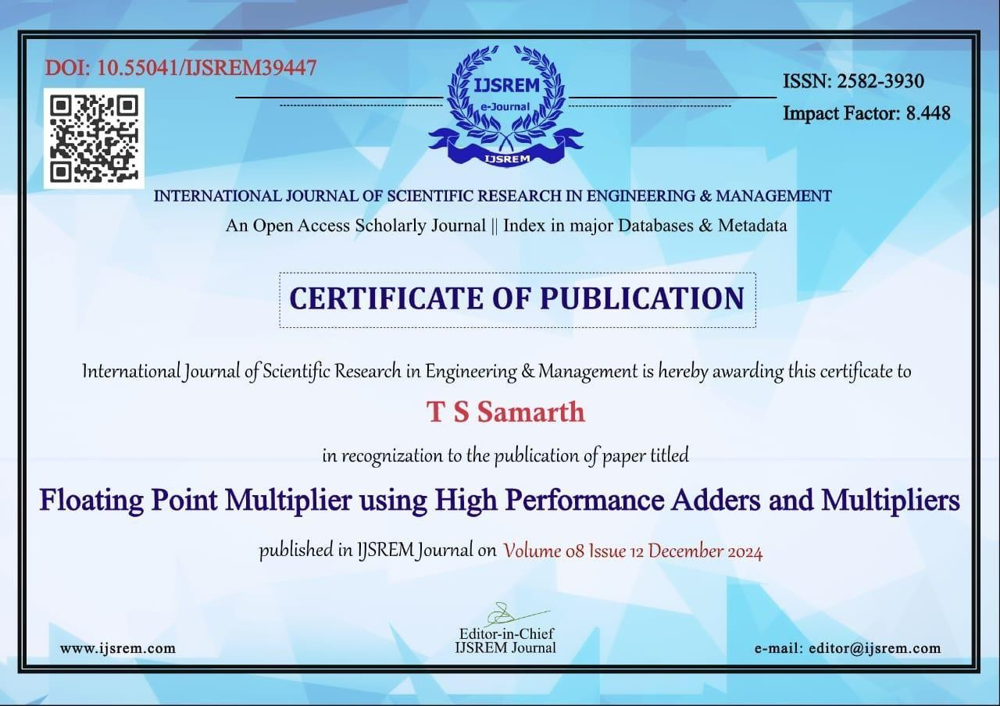 DOI: 10.55041/IJSREM39447
IJSREM
e-Journal
IJSREM
ISSN: 2582-3930
Impact Factor: 8.448
INTERNATIONAL JOURNAL OF SCIENTIFIC RESEARCH IN ENGINEERING & MANAGEMENT
An Open Access Scholarly Journal || Index in major Databases & Metadata
CERTIFICATE OF PUBLICATION
International Journal of Scientific Research in Engineering & Management is hereby awarding this certificate to
T S Samarth
in recognization to the publication of paper titled
Floating Point Multiplier using High Performance Adders and Multipliers
published in IJSREM Journal on Volume 08 Issue 12 December 2024
Editor-in-Chief
IJSREM Journal
www.ijsrem.com
e-mail: editor@ijsrem.com